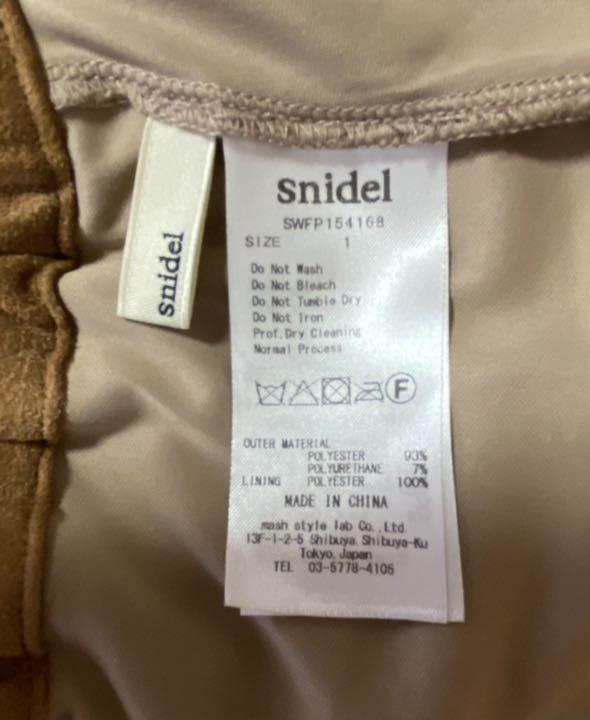 snidel
snidel
SWFP154168
SIZE 1
Do Not Wash
Do Not Bleach
Do Not Tumble Dry
Do Not Iron
Prof.Dry Cleaning
Normal Process
F
OUTER MATERIAL
POLYESTER 93%
POLYURETHANE 7%
LINING POLYESTER 100%
MADE IN CHINA
mash style lab Co.,Ltd.
13F-1-2-5 Shibuya.Shibuya-Ku
Tokyo.Japan
TEL 03-5778-4105